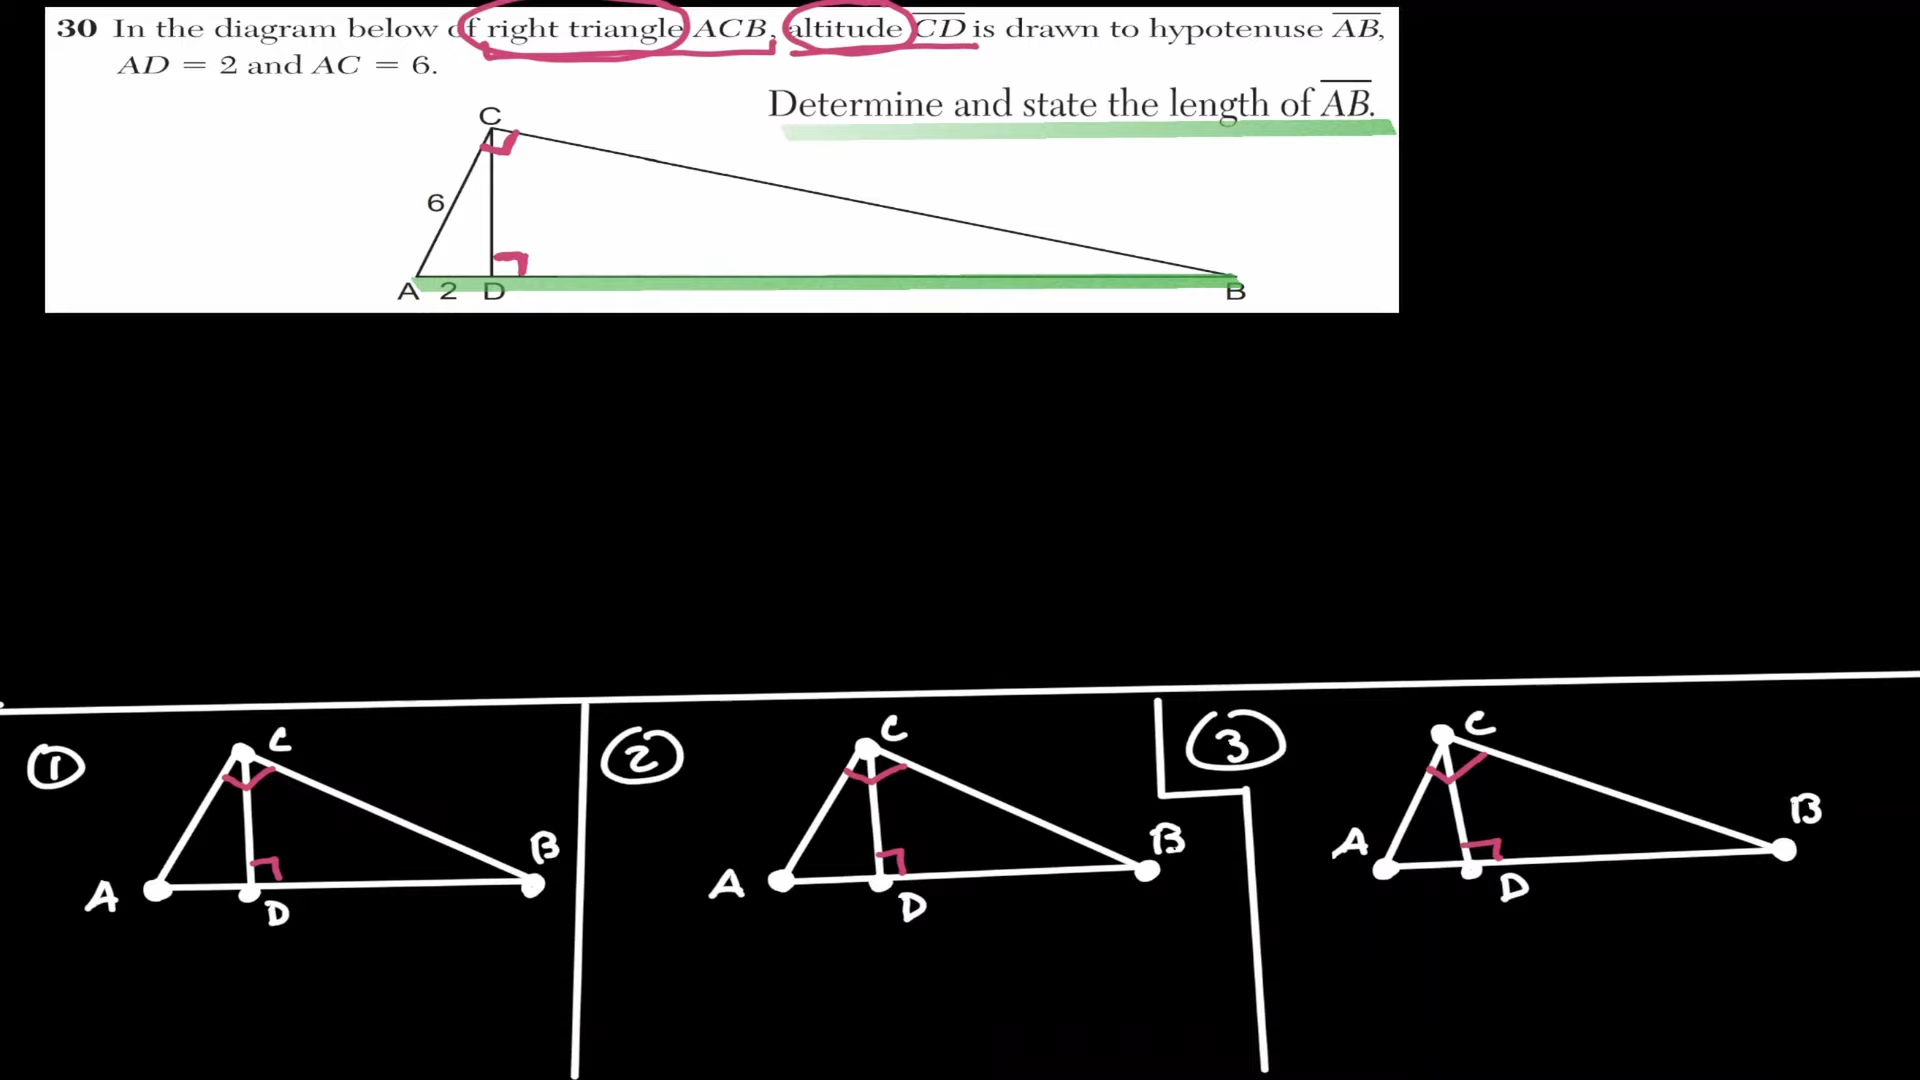 30 In the diagram below of right triangle ACB, altitude CD is drawn to hypotenuse AB,
AD = 2 and AC = 6.
Determine and state the length of AB.
C
6
A 2 D B
1 C B A D
2 C B A D
3 C B A D